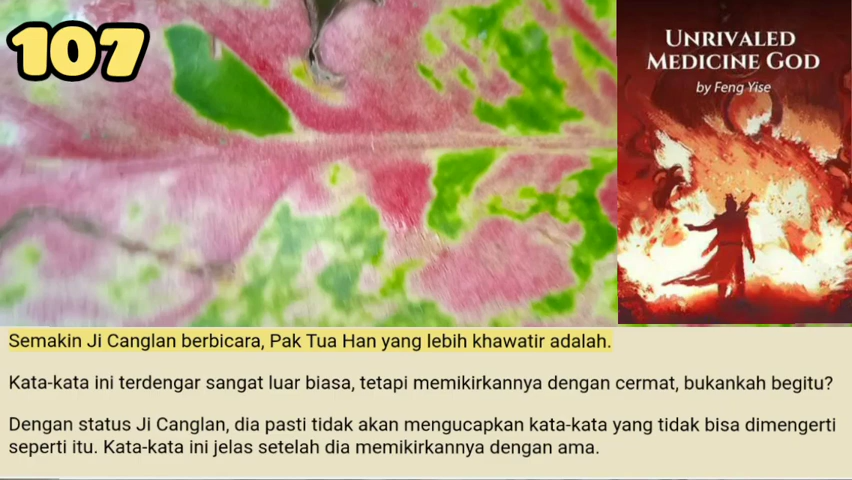 107
UNRIVALED
MEDICINE GOD
by Feng Yise
Semakin Ji Canglan berbicara, Pak Tua Han yang lebih khawatir adalah.
Kata-kata ini terdengar sangat luar biasa, tetapi memikirkannya dengan cermat, bukankah begitu?
Dengan status Ji Canglan, dia pasti tidak akan mengucapkan kata-kata yang tidak bisa dimengerti
seperti itu. Kata-kata ini jelas setelah dia memikirkannya dengan ama.